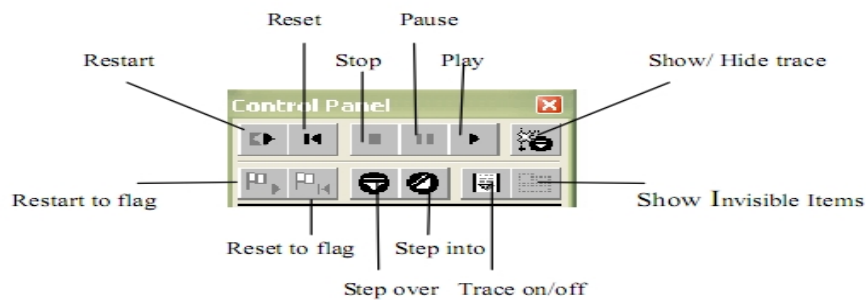 Reset
Pause
Restart
Stop
Play
Show/ Hide trace
Control Panel
Restart to flag
Show Invisible Items
Reset to flag
Step into
Step over
Trace on/off